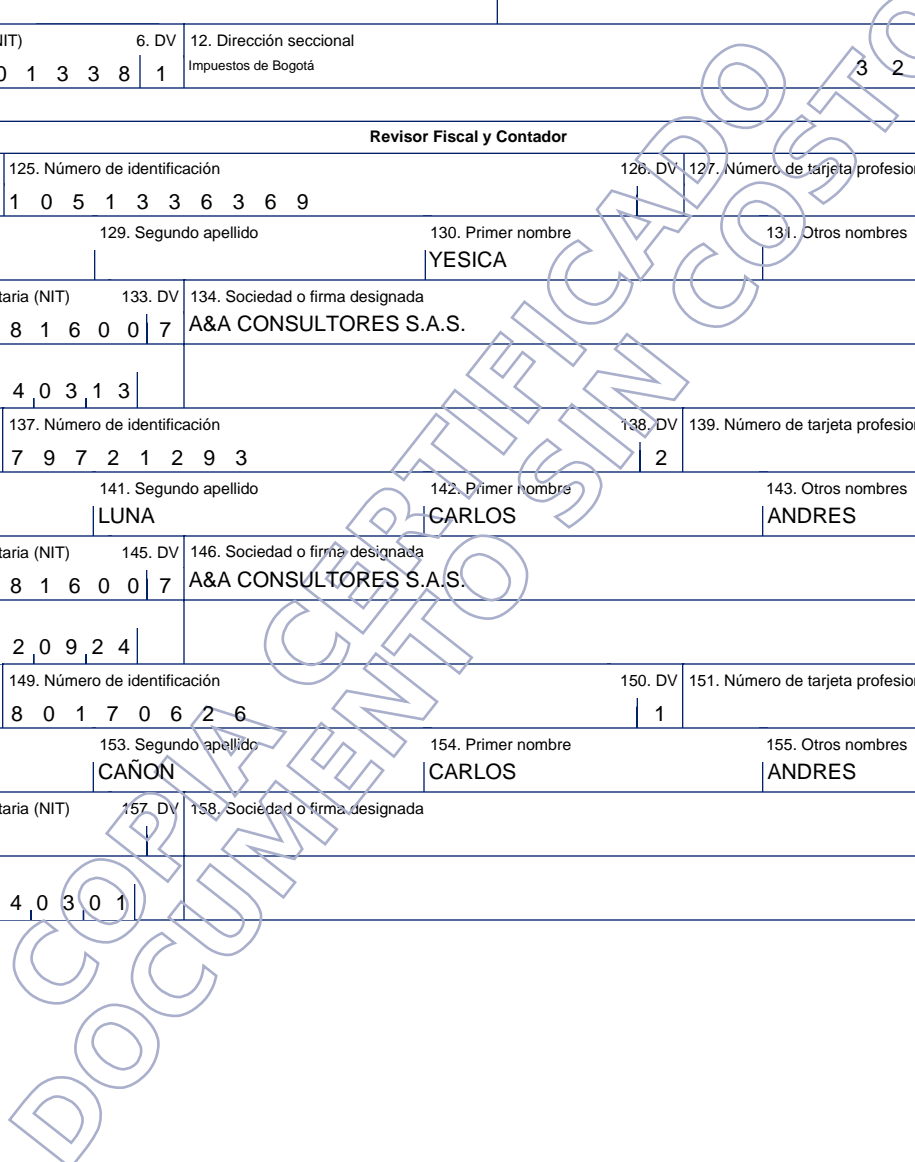 6. DV 12. Dirección seccional
1 3 3 8 1 Impuestos de Bogotá 3 2
Revisor Fiscal y Contador
125. Número de identificación 126. DV 127. Número de tarjeta
1 0 5 1 3 3 6 3 6 9
129. Segundo apellido 130. Primer nombre 131. Otros nombres
YESICA
(NIT) 133. DV 134. Sociedad o firma designada
8 1 6 0 0 7 A&A CONSULTORES S.A.S.
4 0 3 1 3
137. Número de identificación 138. DV 139. Número de tarjeta
7 9 7 2 1 2 9 3 2
141. Segundo apellido 142. Primer nombre 143. Otros nombres
LUNA CARLOS ANDRES
(NIT) 145. DV 146. Sociedad o firma designada
8 1 6 0 0 7 A&A CONSULTORES S.A.S.
2 0 9 2 4
149. Número de identificación 150. DV 151. Número de tarjeta
8 0 1 7 0 6 2 6 1
153. Segundo apellido 154. Primer nombre 155. Otros nombres
CAÑON CARLOS ANDRES
(NIT) 157. DV 158. Sociedad o firma designada
4 0 3 0 1
COPIA CERTIFICADO
DOCUMENTO SIN COSTO